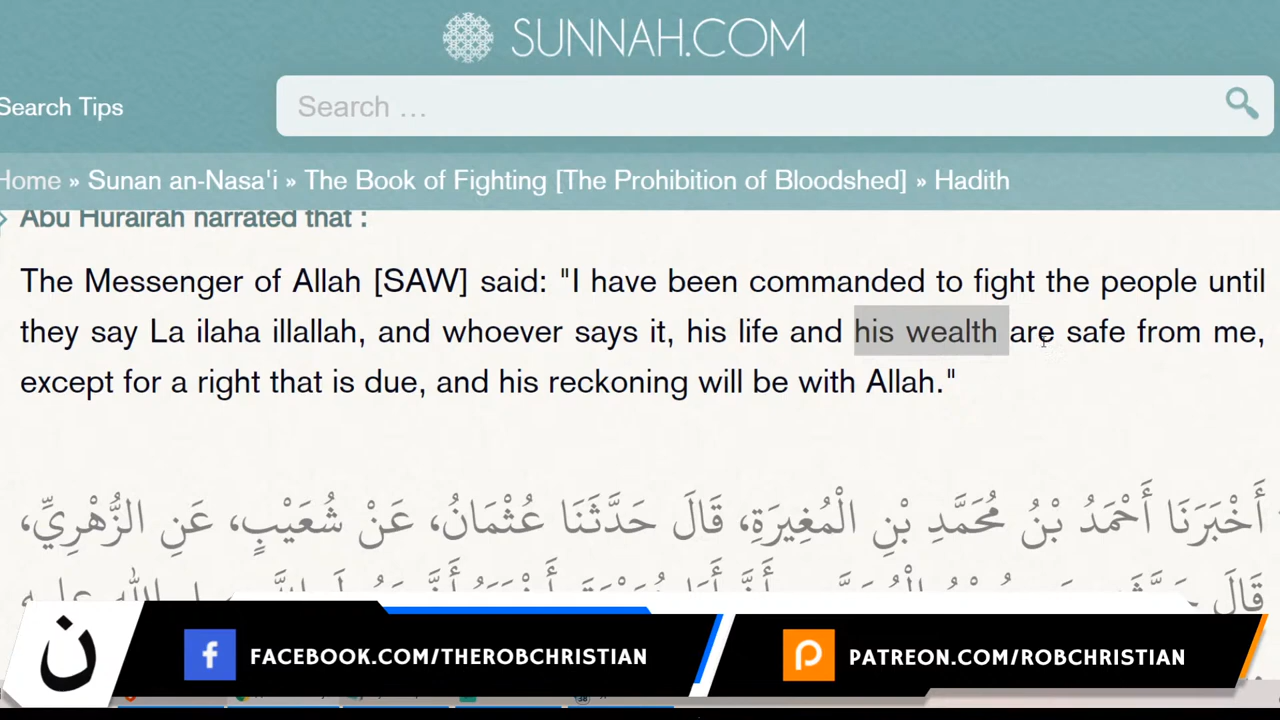 SUNNAH.COM
Search Tips
Search ...
Home » Sunan an-Nasa'i » The Book of Fighting [The Prohibition of Bloodshed] » Hadith
Abu Hurairah narrated that :
The Messenger of Allah [SAW] said: "I have been commanded to fight the people until
they say La ilaha illallah, and whoever says it, his life and his wealth are safe from me,
except for a right that is due, and his reckoning will be with Allah."
أَخْبَرَنَا أَحْمَدُ بْنُ مُحَمَّدِ بْنِ الْمُغِيرَةِ، قَالَ حَدَّثَنَا عُثْمَانُ، عَنْ شُعَيْبٍ، عَنِ الزُّهْرِيِّ،
قَالَ
ن
f
FACEBOOK.COM/THEROBCHRISTIAN
PATREON.COM/ROBCHRISTIAN